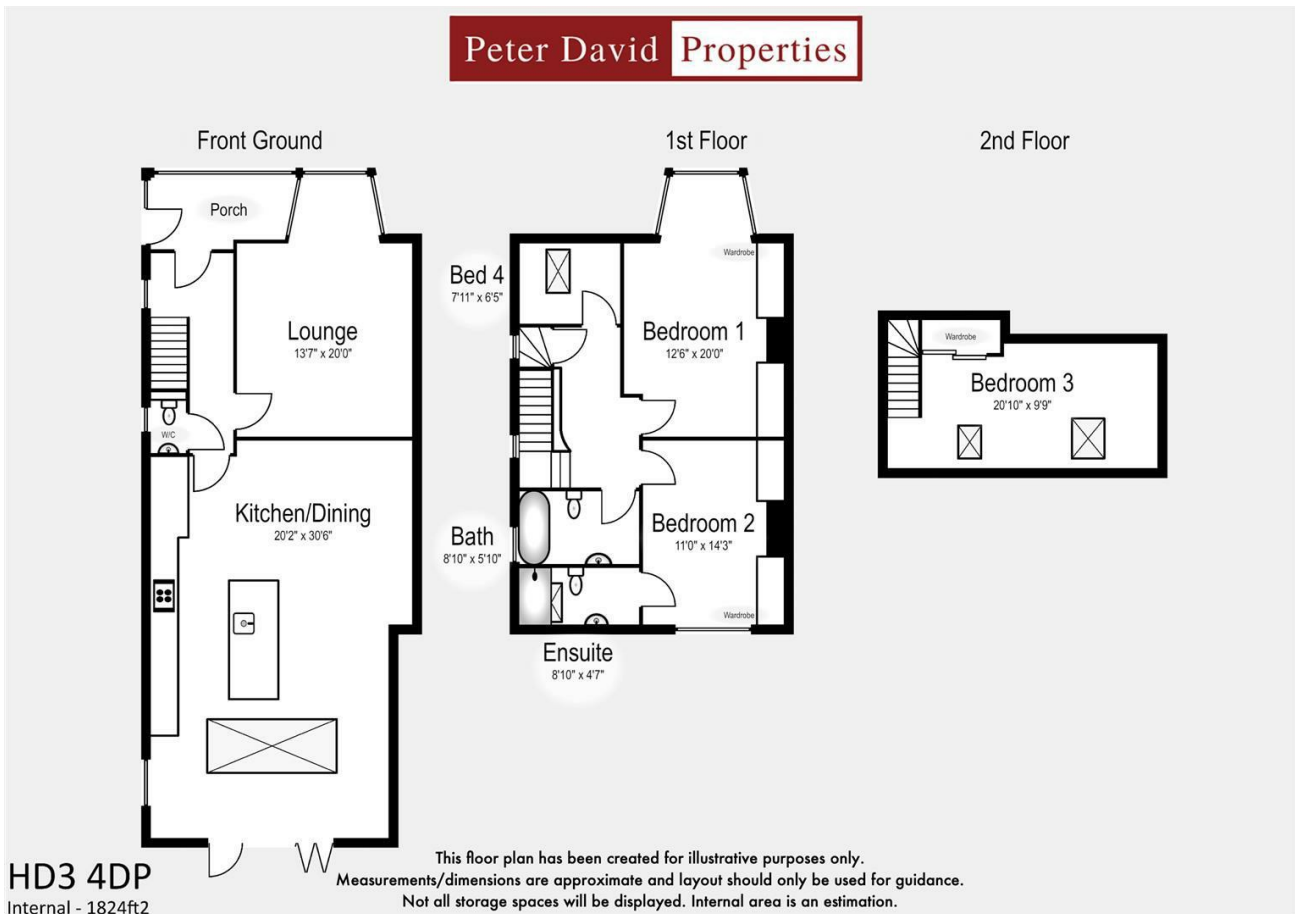 Peter David Properties
Front Ground
1st Floor
2nd Floor
Porch
Lounge
13'7" x 20'0"
W/C
Kitchen/Dining
20'2" x 30'6"
Bed 4
7'11" x 6'5"
Wardrobe
Bedroom 1
12'6" x 20'0"
Bath
8'10" x 5'10"
Bedroom 2
11'0" x 14'3"
Wardrobe
Ensuite
8'10" x 4'7"
Wardrobe
Bedroom 3
20'10" x 9'9"
HD3 4DP
Internal - 1824ft2
This floor plan has been created for illustrative purposes only.
Measurements/dimensions are approximate and layout should only be used for guidance.
Not all storage spaces will be displayed. Internal area is an estimation.